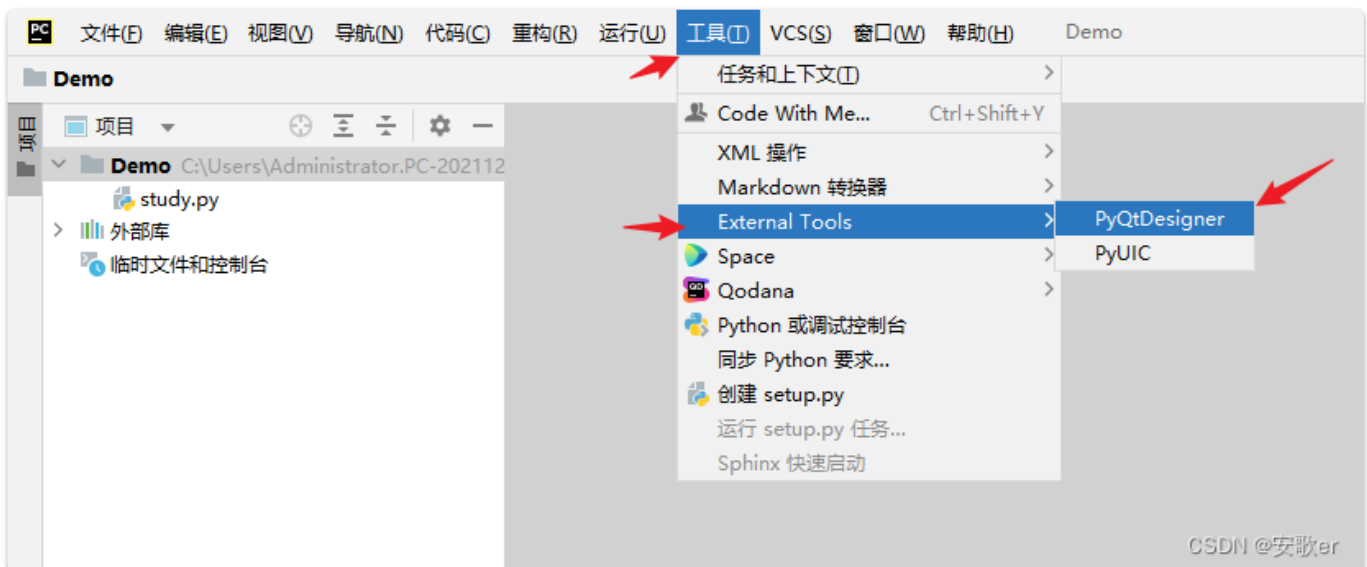 PC 文件(F) 编辑(E) 视图(V) 导航(N) 代码(C) 重构(R) 运行(U) 工具(T) VCS(S) 窗口(W) 帮助(H) Demo
Demo
项目
项目
Demo C:\Users\Administrator.PC-202112
study.py
外部库
临时文件和控制台
任务和上下文(T)
Code With Me... Ctrl+Shift+Y
XML 操作
Markdown 转换器
External Tools
PyQtDesigner
PyUIC
Space
QD Qodana
Python 或调试控制台
同步 Python 要求...
创建 setup.py
运行 setup.py 任务...
Sphinx 快速启动
CSDN @安歌er